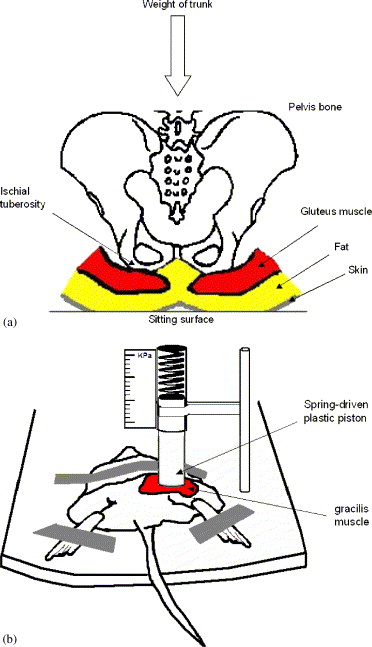 Weight of trunk
Pelvis bone
Ischial
tuberosity
Gluteus muscle
Fat
Skin
Sitting surface
(a)
KPa
Spring-driven
plastic piston
gracilis
muscle
(b)